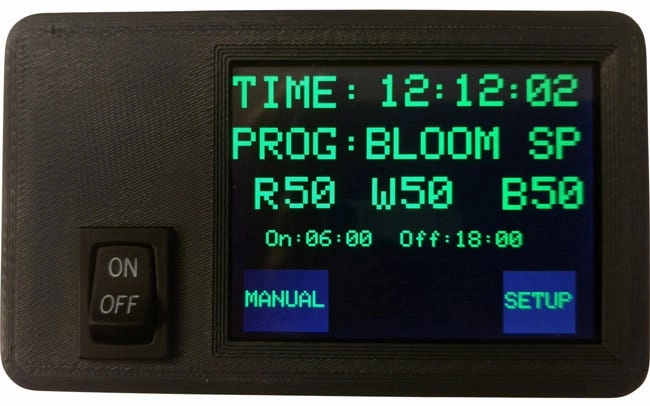 TIME: 12:12:02
PROG:BLOOM SP
R50 W50 B50
On:06:00 Off:18:00
MANUAL SETUP
ON
OFF